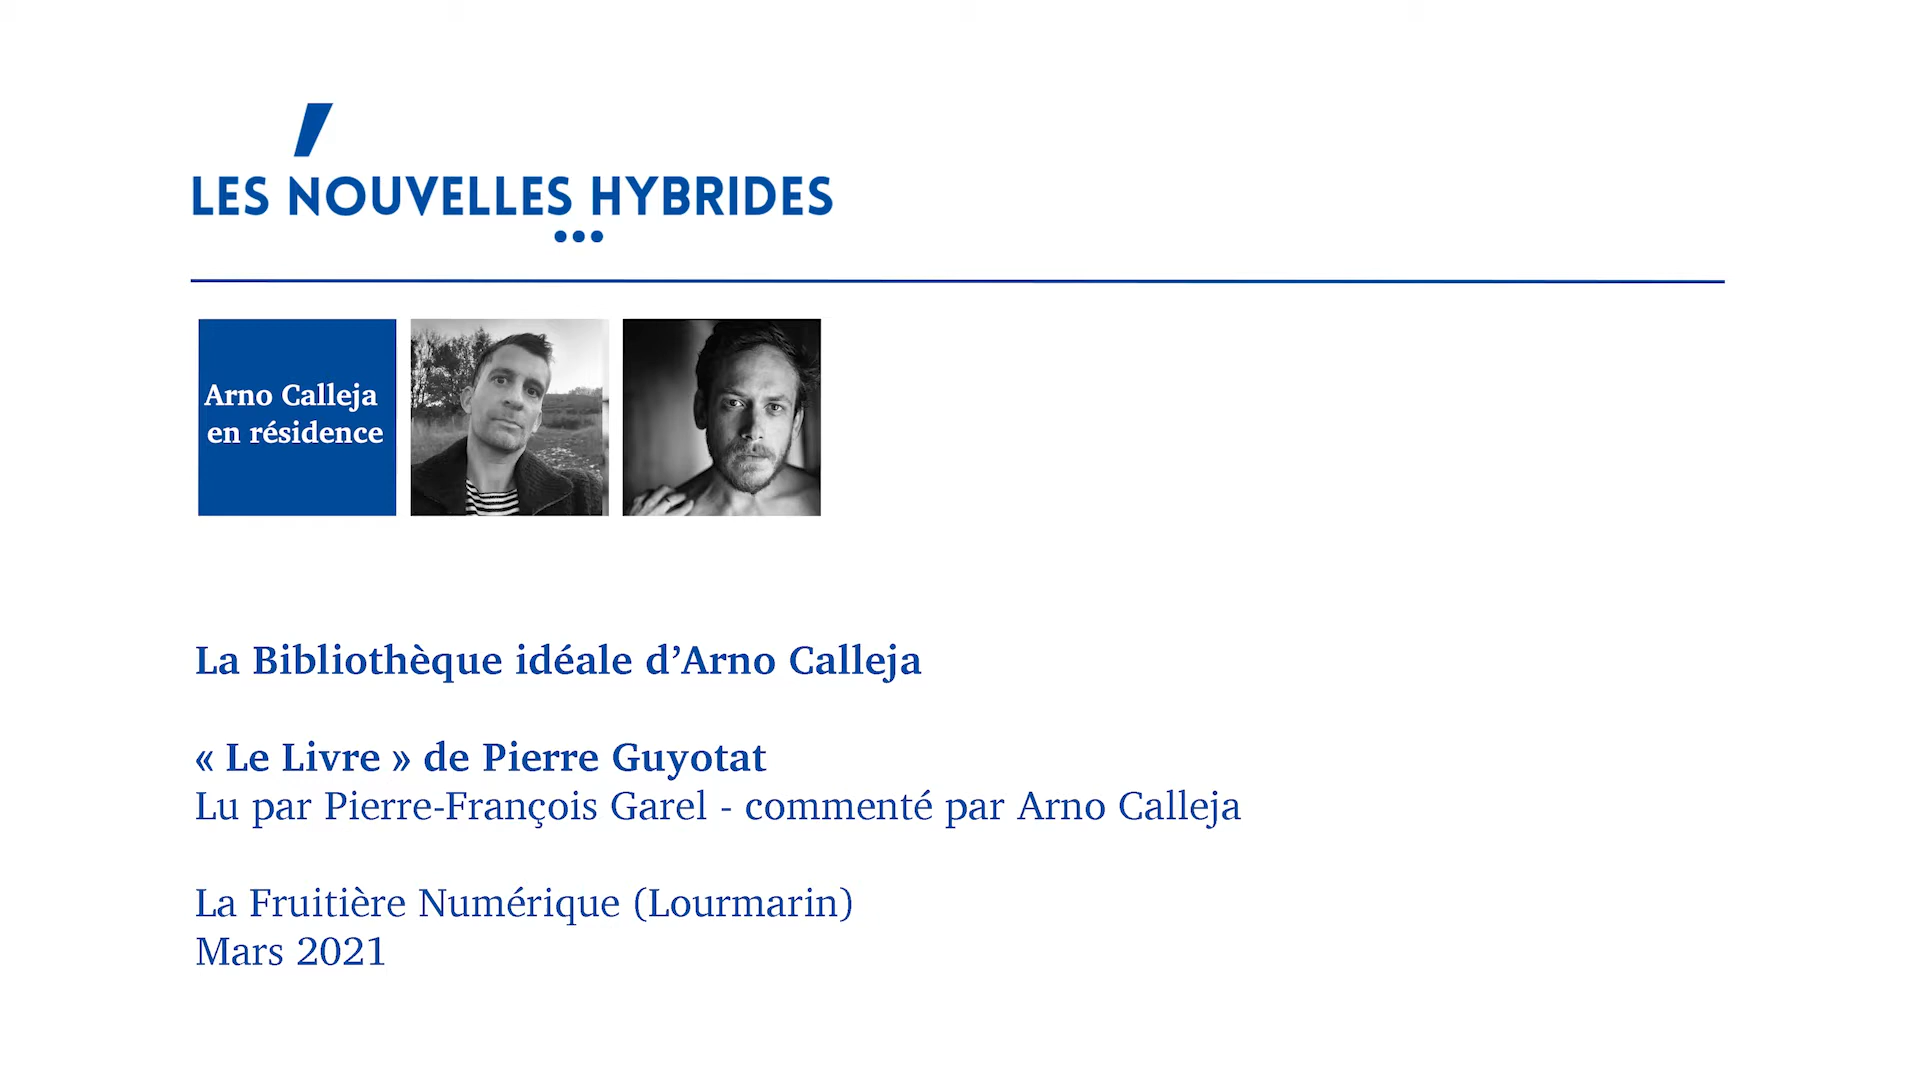 LES NOUVELLES HYBRIDES
Arno Calleja
en résidence
La Bibliothèque idéale d’Arno Calleja
« Le Livre » de Pierre Guyotat
Lu par Pierre-François Garel - commenté par Arno Calleja
La Fruitière Numérique (Lourmarin)
Mars 2021